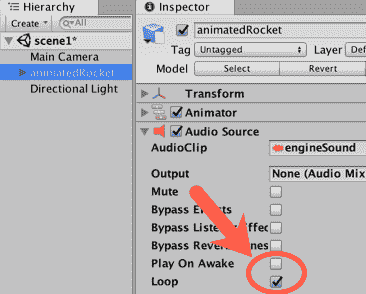 Hierarchy
Create
All
scene1*
Main Camera
animatedRocket
Directional Light
Inspector
animatedRocket
Tag Untagged Layer Def
Model Select Revert
Transform
Animator
Audio Source
AudioClip engineSound
Output None (Audio Mix
Mute
Bypass Effects
Bypass Listener Effec
Bypass Reverb
Play On Awake
Loop